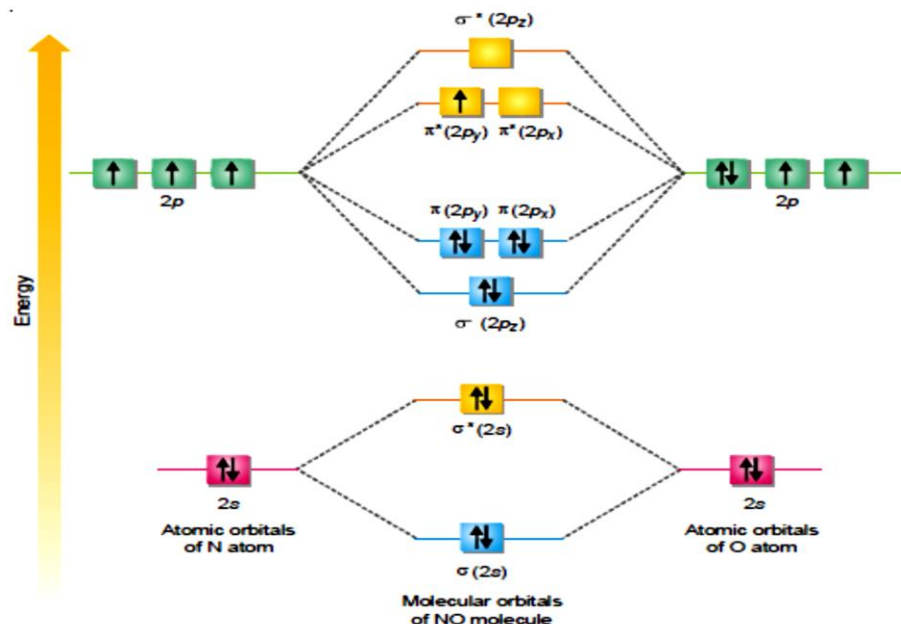 σ*(2pz)
π*(2py) π*(2px)
2p
2p
π(2py) π(2px)
σ (2pz)
Energy
σ*(2s)
2s
2s
Atomic orbitals
of N atom
Atomic orbitals
of O atom
σ(2s)
Molecular orbitals
of NO molecule